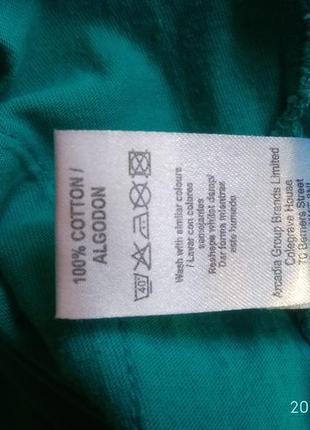 100% COTTON /
ALGODON
40
Wash with similar colours
/ Lavar con colores
semejantes
Reshape whilst damp/
Dar forma mientras
este humedo
Arcadia Group Brands Limited
Colegrave House
70 Berners Street
20